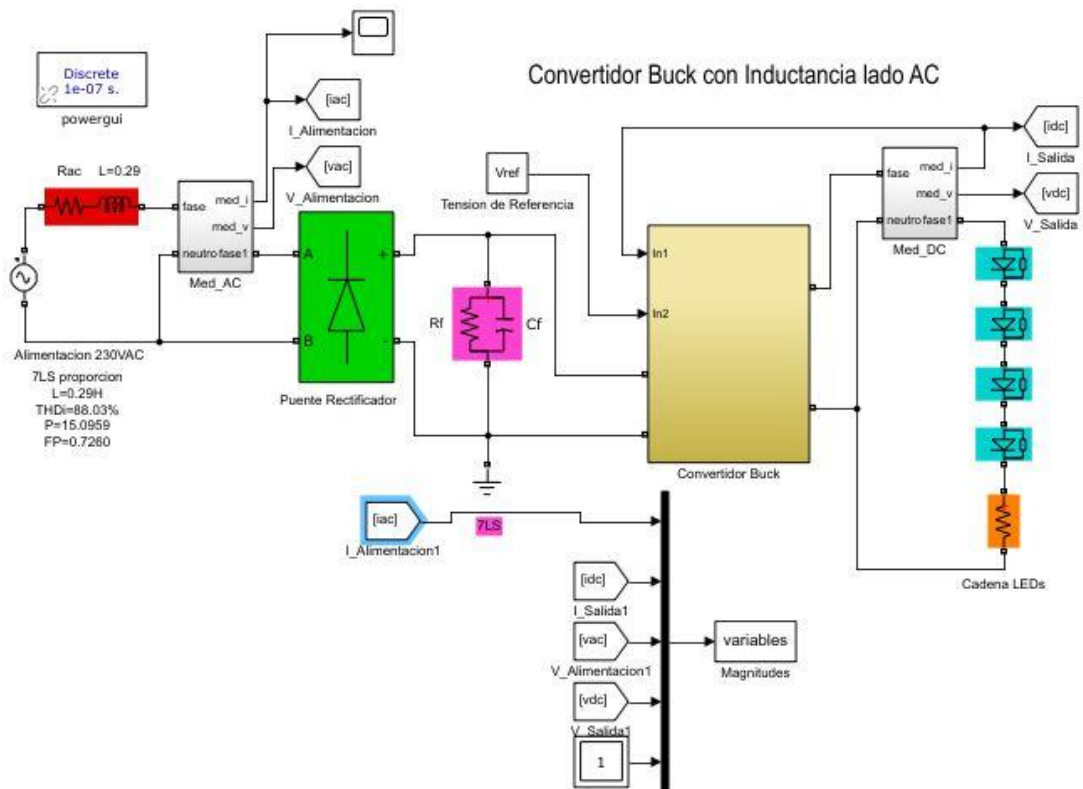 Convertidor Buck con Inductancia lado AC
Discrete
1e-07 s.
powergui
[iac]
I_Alimentacion
[vac]
V_Alimentacion
Rac L=0.29
fase
med_i
med_v
neutro fase1
Med_AC
Alimentacion 230VAC
7LS proporcion
L=0.29H
THDi=88.03%
P=15.0959
FP=0.7260
A
B
+
-
Puente Rectificador
Rf
Cf
Vref
Tension de Referencia
In1
In2
Convertidor Buck
[idc]
I_Salida
[vdc]
V_Salida
fase
med_i
med_v
neutro fase1
Med_DC
Cadena LEDs
[iac]
I_Alimentacion1
7LS
[idc]
I_Salida1
[vac]
V_Alimentacion1
[vdc]
V_Salida1
1
variables
Magnitudes